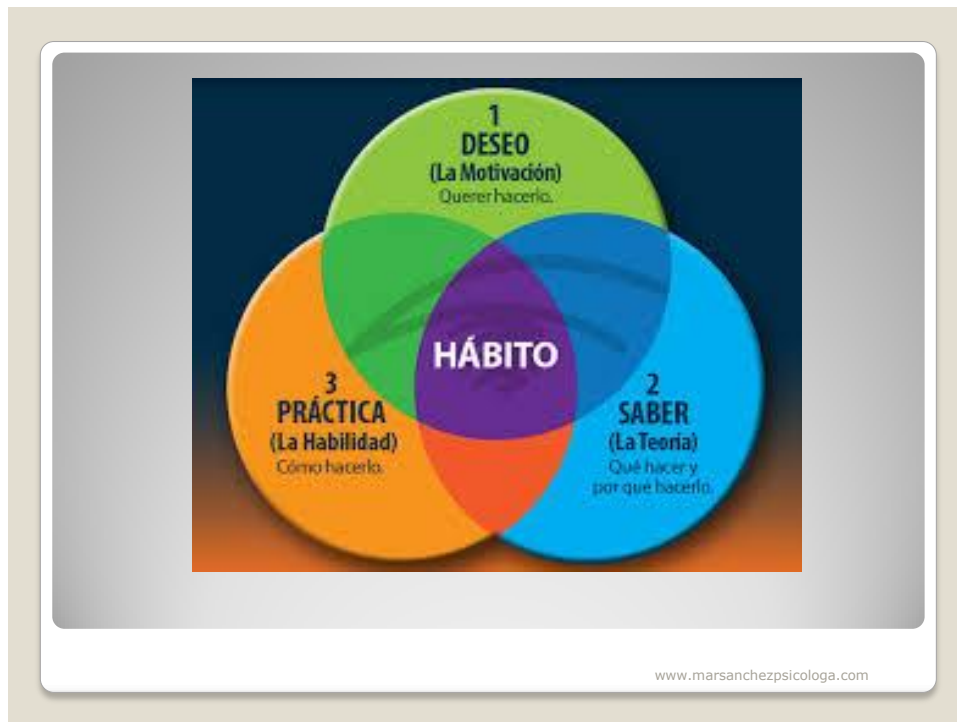 1
DESEO
(La Motivación)
Querer hacerlo.
HÁBITO
3
PRÁCTICA
(La Habilidad)
Cómo hacerlo.
2
SABER
(La Teoría)
Qué hacer y
por qué hacerlo.
www.marsanchezpsicologa.com